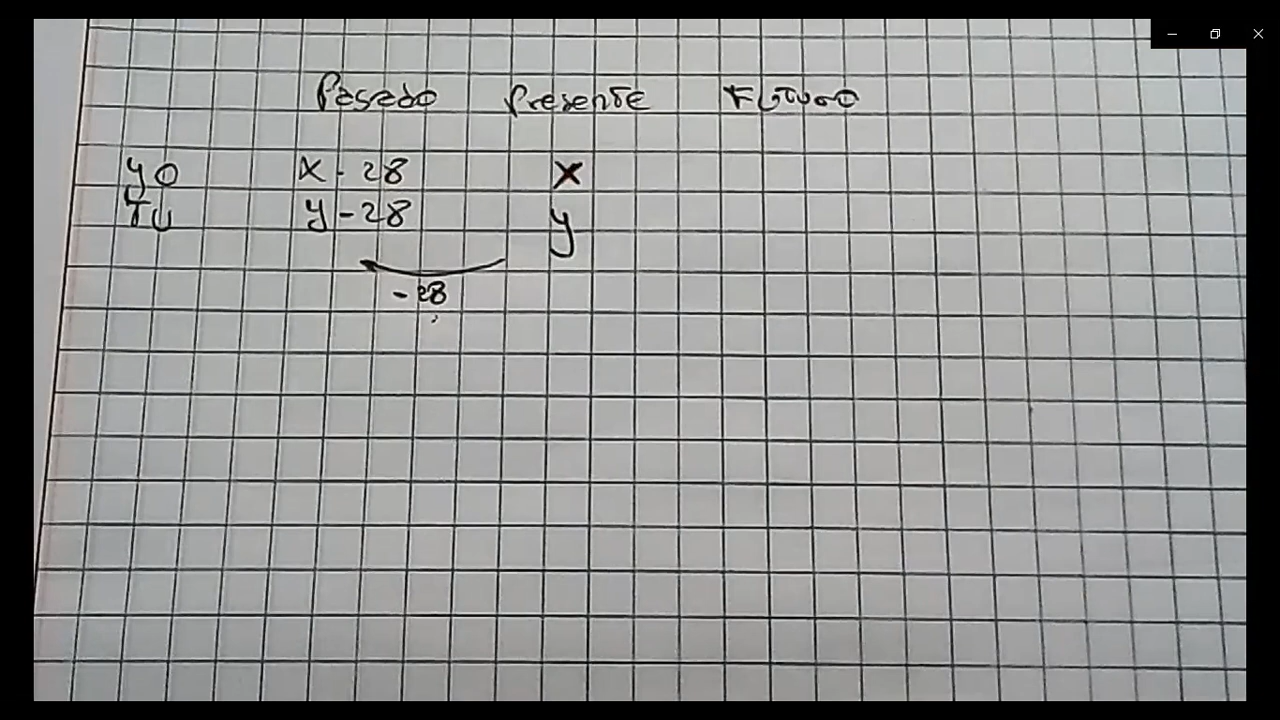 Pasado Presente Futuro
yo x - 28 x
Tu y - 28 y
- 28